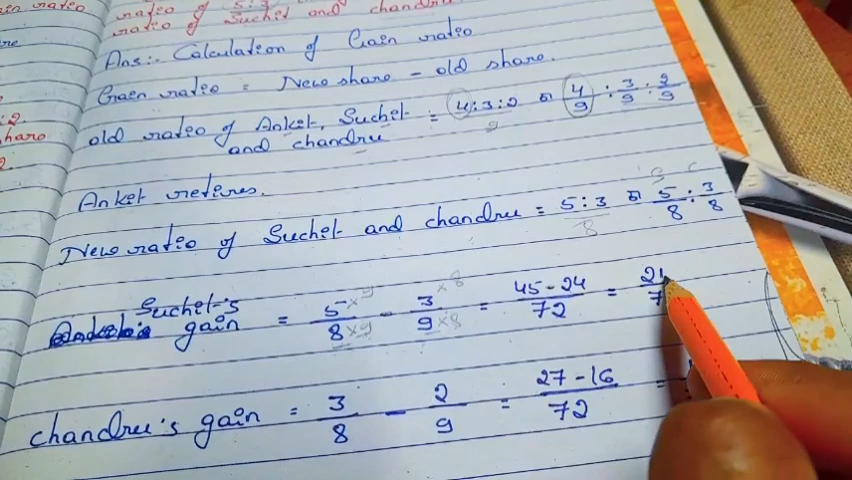 ratio of Suchet and chandru
Ans:- Calculation of Gain ratio
Gain ratio = New share - old share.
old ratio of Anket, Suchet and chandru = 4:3:2 or 4/9 : 3/9 : 2/9
Anket retires.
New ratio of Suchet and chandru = 5:3 or 5/8 : 3/8
Suchet's gain = 5×9/8×9 - 3×8/9×8 = 45-24/72 = 21/7
chandru's gain = 3/8 - 2/9 = 27-16/72 =